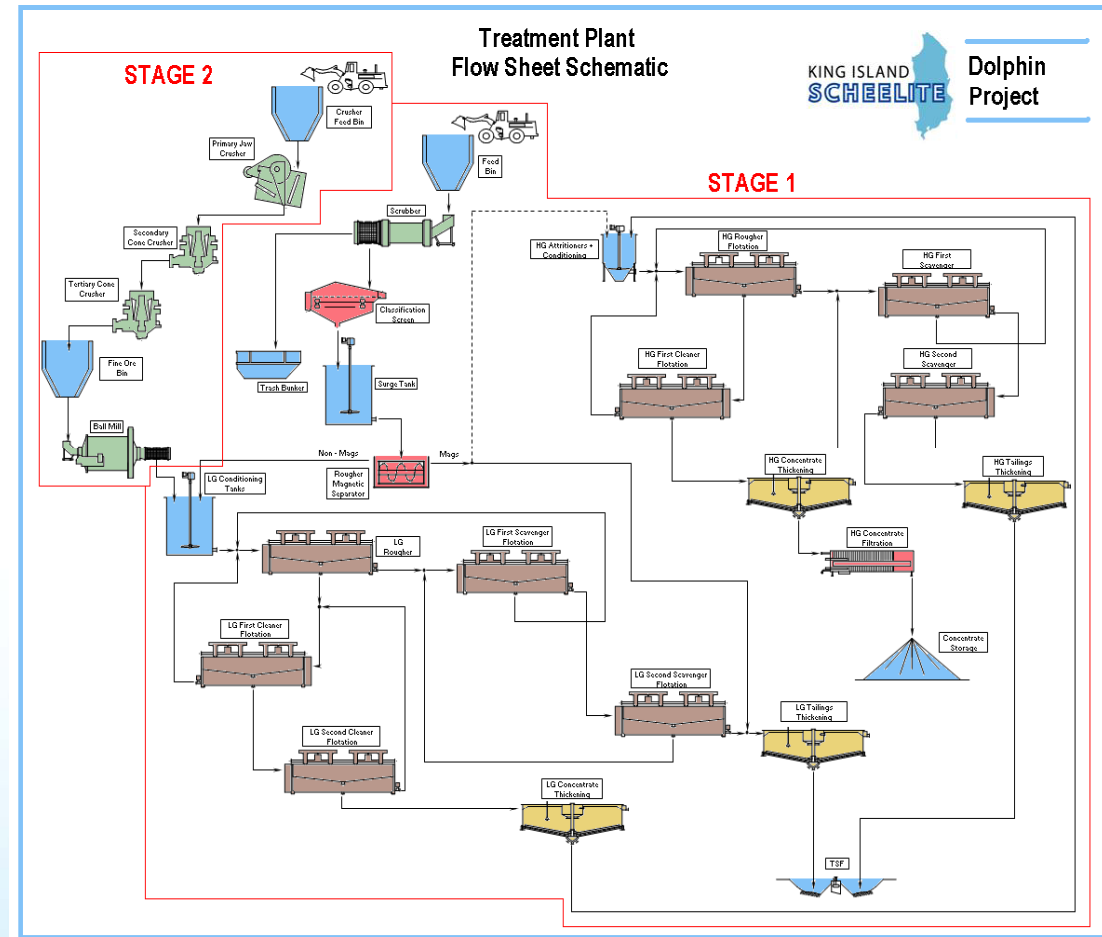 Treatment Plant
Flow Sheet Schematic
KING ISLAND
SCHEELITE
Dolphin
Project
STAGE 2
STAGE 1
Crusher
Feed Bin
Primary Jaw
Crusher
Secondary
Cone Crusher
Tertiary Cone
Crusher
Fine Ore
Bin
Ball Mill
Feed
Bin
Scrubber
Classification
Screen
Trash Bunker
Surge Tank
Non - Mags
Mags
Rougher
Magnetic
Separator
HG Attritioners +
Conditioning
HG Rougher
Flotation
HG First
Scavenger
HG First Cleaner
Flotation
HG Second
Scavenger
HG Concentrate
Thickening
HG Tailings
Thickening
HG Concentrate
Filtration
Concentrate
Storage
LG Conditioning
Tanks
LG
Rougher
LG First Scavenger
Flotation
LG First Cleaner
Flotation
LG Second Scavenger
Flotation
LG Second Cleaner
Flotation
LG Tailings
Thickening
LG Concentrate
Thickening
TSF